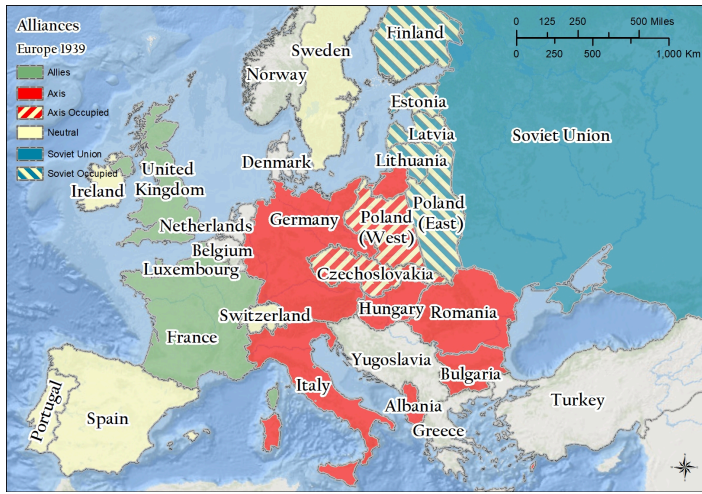 Alliances
Europe 1939
Allies
Axis
Axis Occupied
Neutral
Soviet Union
Soviet Occupied
0 125 250 500 Miles
0 250 500 1,000 Km
Finland
Sweden
Norway
Estonia
Latvia
Lithuania
Soviet Union
Denmark
United
Kingdom
Ireland
Netherlands
Belgium
Luxembourg
Germany
Poland
(West)
Poland
(East)
Czechoslovakia
Switzerland
Hungary
Romania
France
Yugoslavia
Bulgaria
Italy
Albania
Greece
Turkey
Portugal
Spain